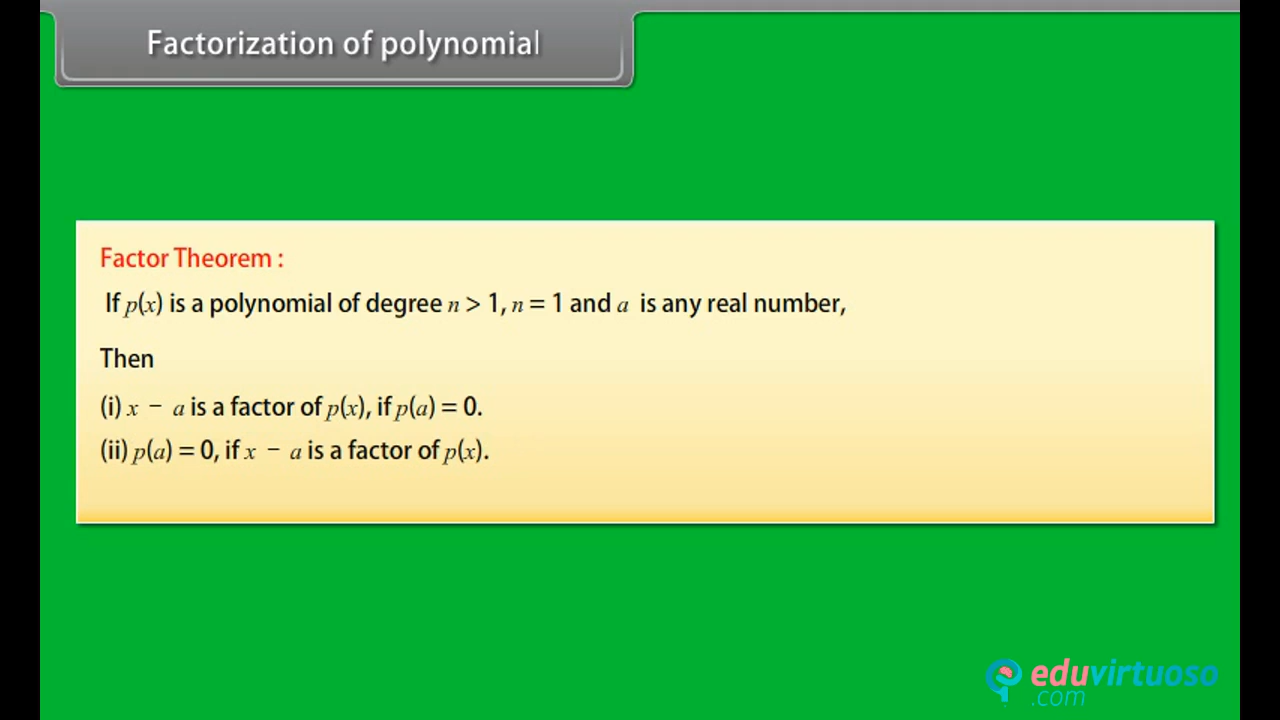 Factorization of polynomial
Factor Theorem :
If p(x) is a polynomial of degree n > 1, n = 1 and a is any real number,
Then
(i) x − a is a factor of p(x), if p(a) = 0.
(ii) p(a) = 0, if x − a is a factor of p(x).
eduvirtuoso
.com